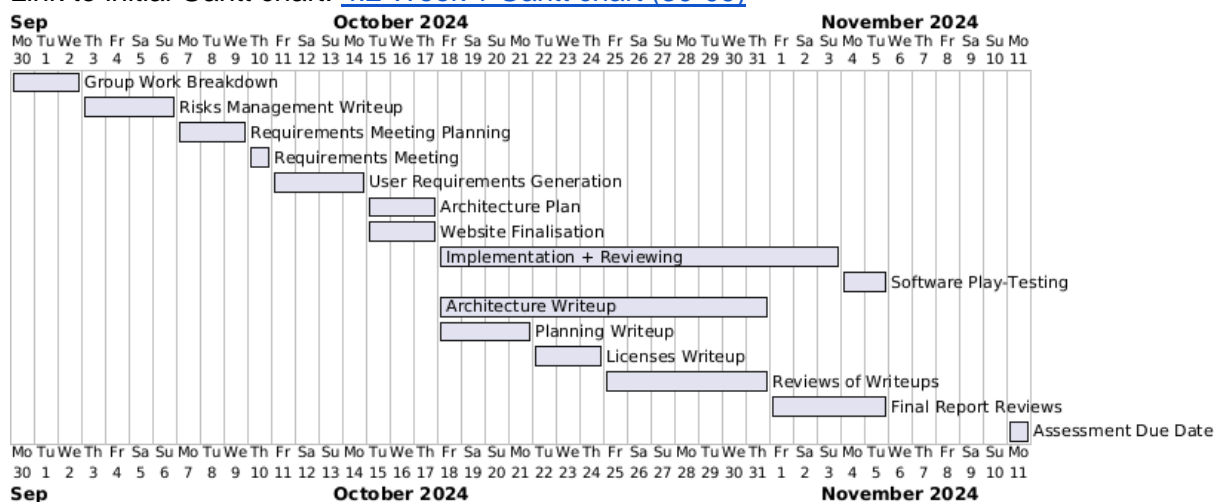 Link to initial Gantt chart: Week 1 Gantt chart
Sep October 2024 November 2024
Mo Tu We Th Fr Sa Su Mo Tu We Th Fr Sa Su Mo Tu We Th Fr Sa Su Mo Tu We Th Fr Sa Su Mo Tu We Th Fr Sa Su Mo Tu We Th Fr Sa Su Mo
30 1 2 3 4 5 6 7 8 9 10 11 12 13 14 15 16 17 18 19 20 21 22 23 24 25 26 27 28 29 30 31 1 2 3 4 5 6 7 8 9 10 11
Group Work Breakdown
Risks Management Writeup
Requirements Meeting Planning
Requirements Meeting
User Requirements Generation
Architecture Plan
Website Finalisation
Implementation + Reviewing
Software Play-Testing
Architecture Writeup
Planning Writeup
Licenses Writeup
Reviews of Writeups
Final Report Reviews
Assessment Due Date
Mo Tu We Th Fr Sa Su Mo Tu We Th Fr Sa Su Mo Tu We Th Fr Sa Su Mo Tu We Th Fr Sa Su Mo Tu We Th Fr Sa Su Mo Tu We Th Fr Sa Su Mo
30 1 2 3 4 5 6 7 8 9 10 11 12 13 14 15 16 17 18 19 20 21 22 23 24 25 26 27 28 29 30 31 1 2 3 4 5 6 7 8 9 10 11
Sep October 2024 November 2024